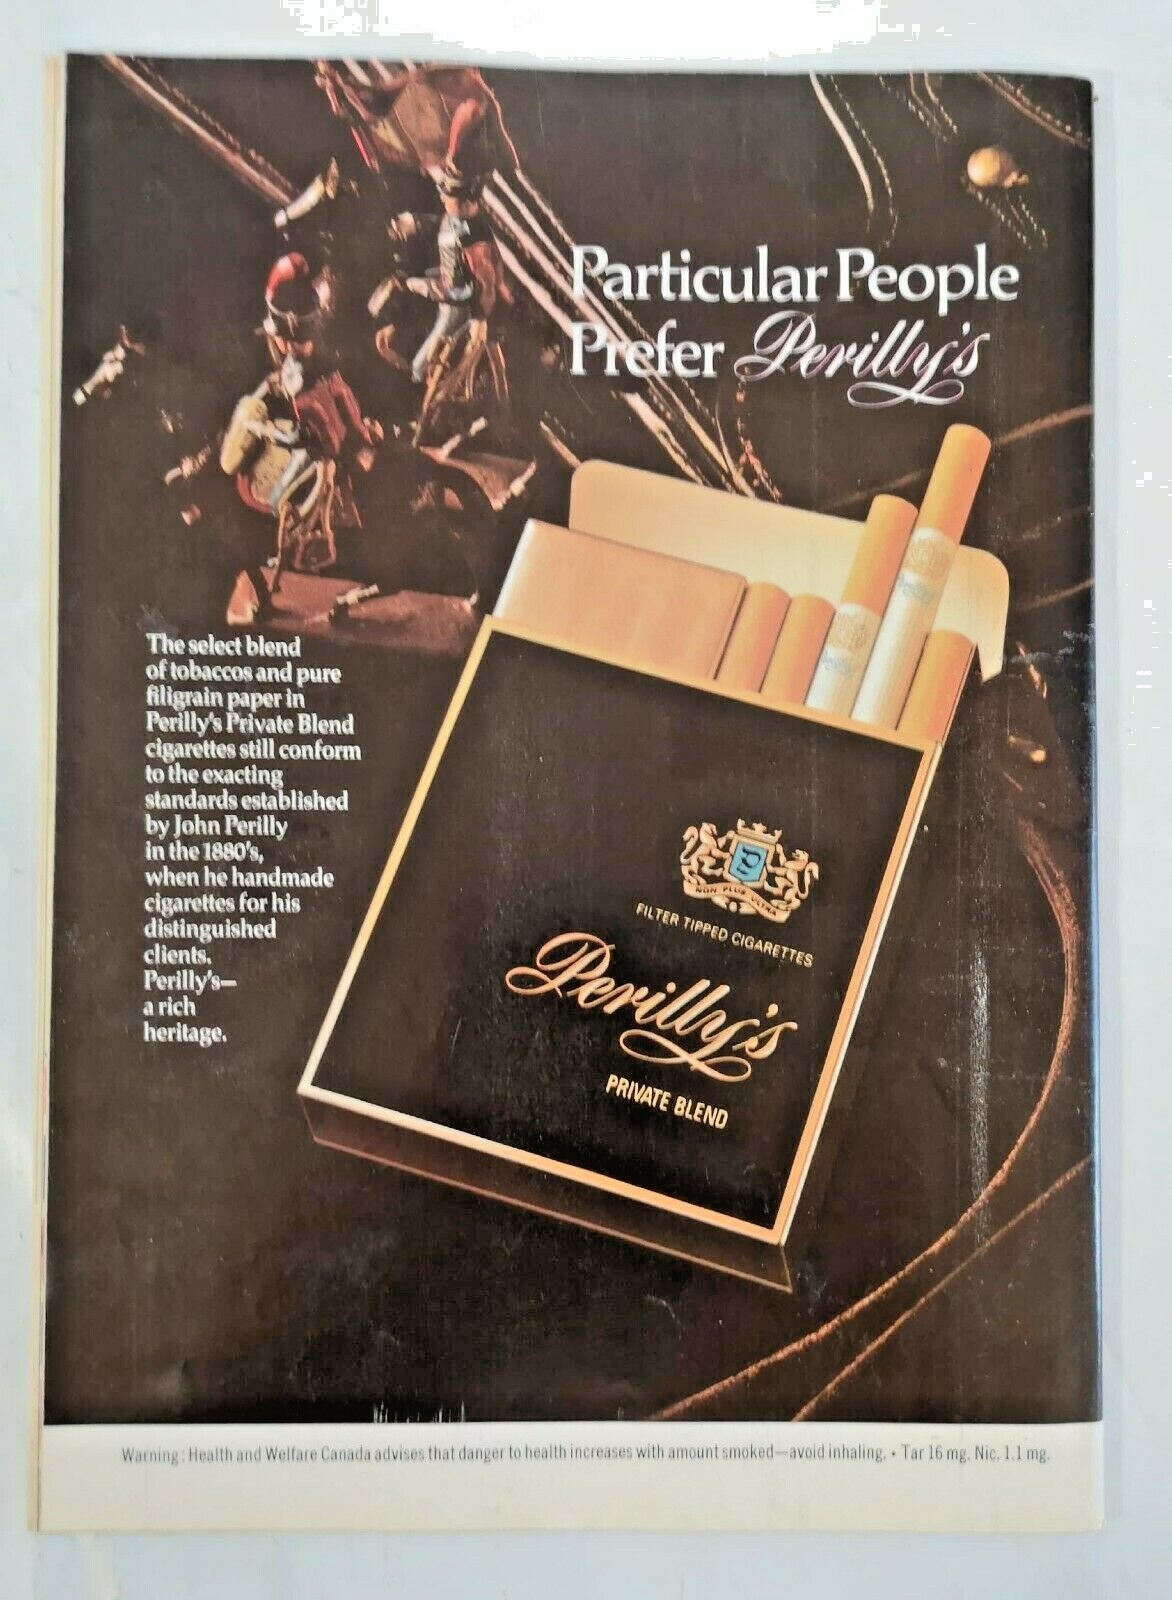 Particular People
Prefer Perilly's
The select blend
of tobaccos and pure
filigrain paper in
Perilly's Private Blend
cigarettes still conform
to the exacting
standards established
by John Perilly
in the 1880's,
when he handmade
cigarettes for his
distinguished
clients.
Perilly's—
a rich
heritage.
Perilly's
NON PLUS ULTRA
FILTER TIPPED CIGARETTES
Perilly's
PRIVATE BLEND
Warning: Health and Welfare Canada advises that danger to health increases with amount smoked—avoid inhaling. • Tar 16 mg. Nic. 1.1 mg.